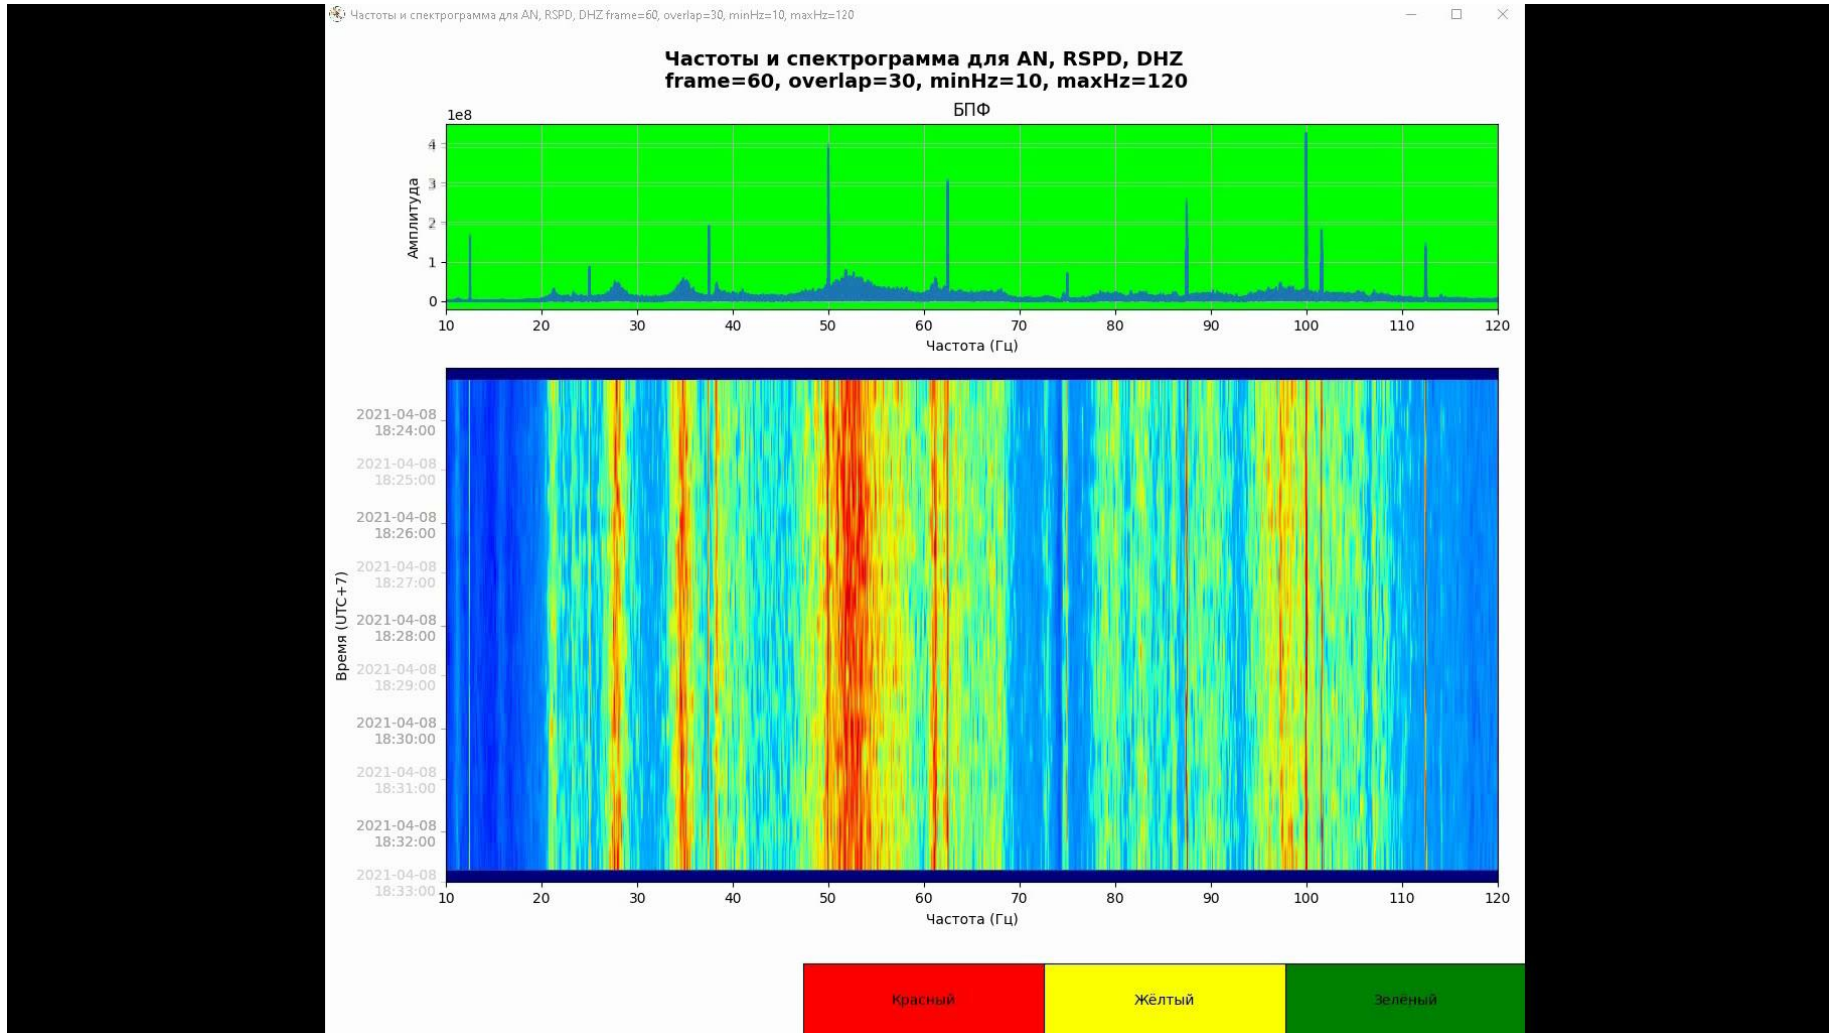 Частоты и спектрограмма для AN, RSPD, DHZ frame=60, overlap=30, minHz=10, maxHz=120
Частоты и спектрограмма для AN, RSPD, DHZ
frame=60, overlap=30, minHz=10, maxHz=120
БПФ
1e8
4
3
2
1
0
Амплитуда
10 20 30 40 50 60 70 80 90 100 110 120
Частота (Гц)
2021-04-08
18:24:00
2021-04-08
18:25:00
2021-04-08
18:26:00
2021-04-08
18:27:00
2021-04-08
18:28:00
2021-04-08
18:29:00
2021-04-08
18:30:00
2021-04-08
18:31:00
2021-04-08
18:32:00
2021-04-08
18:33:00
Время (UTC+7)
10 20 30 40 50 60 70 80 90 100 110 120
Частота (Гц)
Красный Жёлтый Зелёный